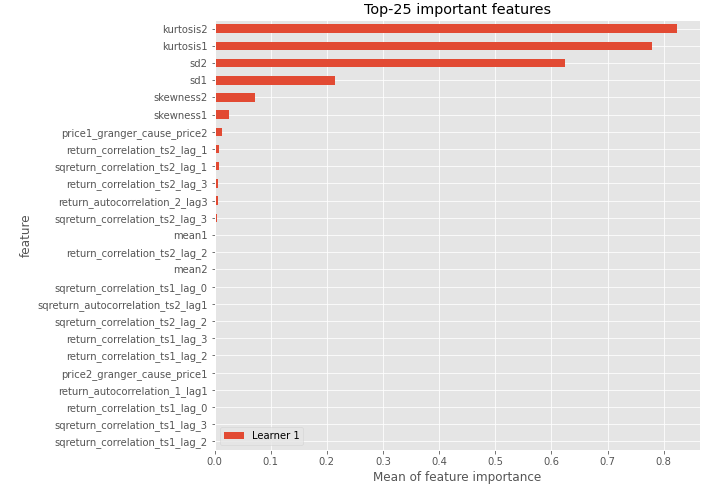 Top-25 important features
kurtosis2
kurtosis1
sd2
sd1
skewness2
skewness1
price1_granger_cause_price2
return_correlation_ts2_lag_1
sqreturn_correlation_ts2_lag_1
return_correlation_ts2_lag_3
return_autocorrelation_2_lag3
sqreturn_correlation_ts2_lag_3
mean1
return_correlation_ts2_lag_2
mean2
sqreturn_correlation_ts1_lag_0
sqreturn_autocorrelation_ts2_lag1
sqreturn_correlation_ts2_lag_2
return_correlation_ts1_lag_3
return_correlation_ts1_lag_2
price2_granger_cause_price1
return_autocorrelation_1_lag1
return_correlation_ts1_lag_0
sqreturn_correlation_ts1_lag_3
sqreturn_correlation_ts1_lag_2
feature
Learner 1
0.0 0.1 0.2 0.3 0.4 0.5 0.6 0.7 0.8
Mean of feature importance